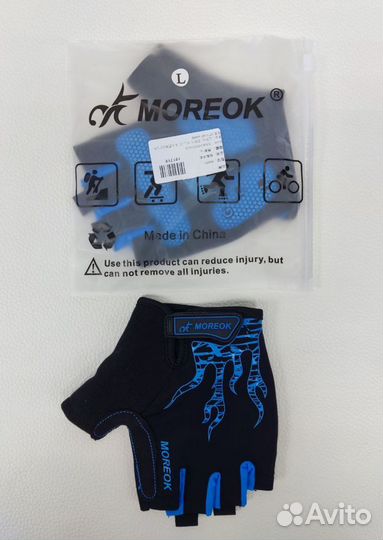 L
MOREOK®
Made in China
Use this product can reduce injury, but
can not remove all injuries.
MOREOK
MOREOK
Avito